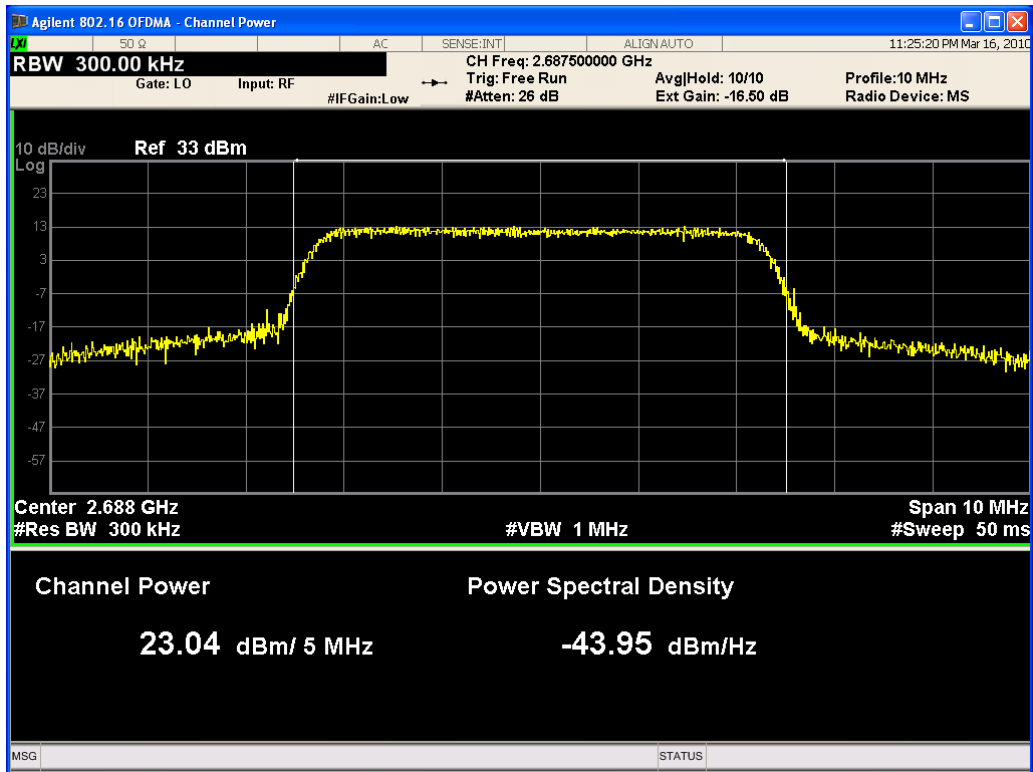 Agilent 802.16 OFDMA - Channel Power
LXI 50 Ω AC SENSE:INT ALIGN AUTO 11:25:20 PM Mar 16, 2010
RBW 300.00 kHz CH Freq: 2.687500000 GHz
Gate: LO Input: RF Trig: Free Run Avg|Hold: 10/10 Profile:10 MHz
#IFGain:Low #Atten: 26 dB Ext Gain: -16.50 dB Radio Device: MS
10 dB/div Ref 33 dBm
Log
23
13
3
-7
-17
-27
-37
-47
-57
Center 2.688 GHz Span 10 MHz
#Res BW 300 kHz #VBW 1 MHz #Sweep 50 ms
Channel Power Power Spectral Density
23.04 dBm/ 5 MHz -43.95 dBm/Hz
MSG STATUS